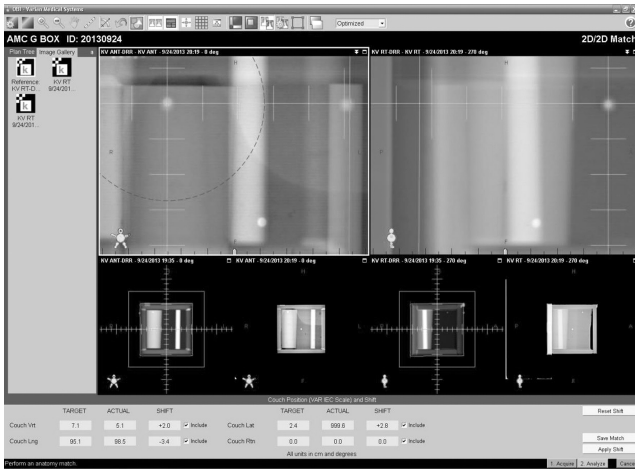 OBI - Varian Medical Systems
Optimized
AMC G BOX ID: 20130924
2D/2D Match
Plan Tree Image Gallery
KV ANT-DRR - KV ANT - 9/24/2013 20:19 - 0 deg
KV RT-DRR - KV RT - 9/24/2013 20:19 - 270 deg
Reference:
KV RT-D...
KV RT
9/24/201...
KV RT
9/24/201...
KV ANT-DRR - 9/24/2013 19:35 - 0 deg
KV ANT - 9/24/2013 20:19 - 0 deg
KV RT-DRR - 9/24/2013 19:35 - 270 deg
KV RT - 9/24/2013 20:19 - 270 deg
Couch Position (VAR IEC Scale) and Shift
TARGET ACTUAL SHIFT TARGET ACTUAL SHIFT
Reset Shift
Couch Vrt 7.1 5.1 +2.0 Include Couch Lat 2.4 999.6 +2.8 Include
Couch Lng 95.1 98.5 -3.4 Include Couch Rtn 0.0 0.0 0.0 Include
Save Match
Apply Shift
All units in cm and degrees
Perform an anatomy match.
1. Acquire 2. Analyze Cance